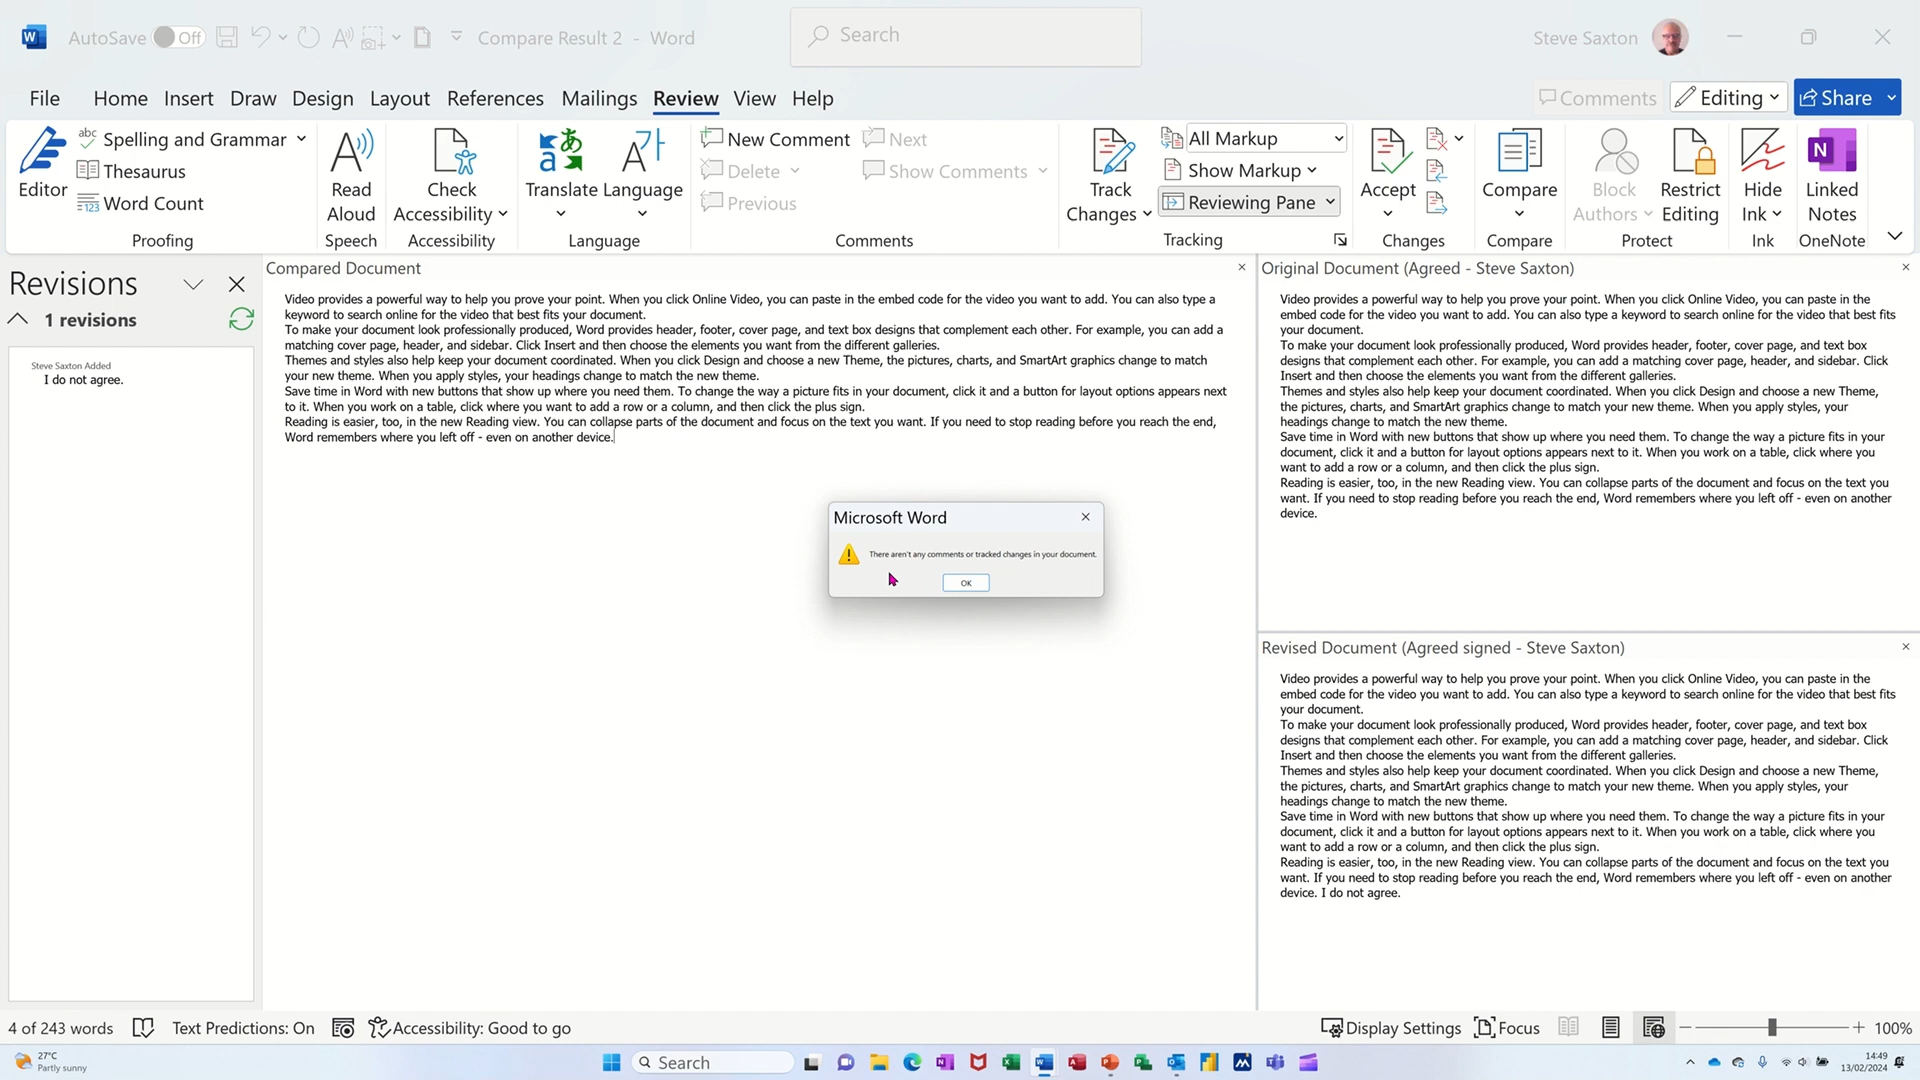 AutoSave Off
Compare Result 2 - Word
Search
Steve Saxton
File Home Insert Draw Design Layout References Mailings Review View Help
Comments Editing Share
Editor
abc Spelling and Grammar
Thesaurus
123 Word Count
Proofing
Read
Aloud
Speech
Check
Accessibility
Accessibility
Translate Language
Language
New Comment
Delete
Previous
Next
Show Comments
Comments
Track
Changes
All Markup
Show Markup
Reviewing Pane
Tracking
Accept
Changes
Compare
Compare
Block
Authors
Restrict
Editing
Protect
Hide
Ink
Ink
Linked
Notes
OneNote
Revisions
1 revisions
Steve Saxton Added
I do not agree.
Compared Document
Video provides a powerful way to help you prove your point. When you click Online Video, you can paste in the embed code for the video you want to add. You can also type a
keyword to search online for the video that best fits your document.
To make your document look professionally produced, Word provides header, footer, cover page, and text box designs that complement each other. For example, you can add a
matching cover page, header, and sidebar. Click Insert and then choose the elements you want from the different galleries.
Themes and styles also help keep your document coordinated. When you click Design and choose a new Theme, the pictures, charts, and SmartArt graphics change to match
your new theme. When you apply styles, your headings change to match the new theme.
Save time in Word with new buttons that show up where you need them. To change the way a picture fits in your document, click it and a button for layout options appears next
to it. When you work on a table, click where you want to add a row or a column, and then click the plus sign.
Reading is easier, too, in the new Reading view. You can collapse parts of the document and focus on the text you want. If you need to stop reading before you reach the end,
Word remembers where you left off - even on another device.
Microsoft Word
There aren't any comments or tracked changes in your document.
OK
Original Document (Agreed - Steve Saxton)
Video provides a powerful way to help you prove your point. When you click Online Video, you can paste in the
embed code for the video you want to add. You can also type a keyword to search online for the video that best fits
your document.
To make your document look professionally produced, Word provides header, footer, cover page, and text box
designs that complement each other. For example, you can add a matching cover page, header, and sidebar. Click
Insert and then choose the elements you want from the different galleries.
Themes and styles also help keep your document coordinated. When you click Design and choose a new Theme,
the pictures, charts, and SmartArt graphics change to match your new theme. When you apply styles, your
headings change to match the new theme.
Save time in Word with new buttons that show up where you need them. To change the way a picture fits in your
document, click it and a button for layout options appears next to it. When you work on a table, click where you
want to add a row or a column, and then click the plus sign.
Reading is easier, too, in the new Reading view. You can collapse parts of the document and focus on the text you
want. If you need to stop reading before you reach the end, Word remembers where you left off - even on another
device.
Revised Document (Agreed signed - Steve Saxton)
Video provides a powerful way to help you prove your point. When you click Online Video, you can paste in the
embed code for the video you want to add. You can also type a keyword to search online for the video that best fits
your document.
To make your document look professionally produced, Word provides header, footer, cover page, and text box
designs that complement each other. For example, you can add a matching cover page, header, and sidebar. Click
Insert and then choose the elements you want from the different galleries.
Themes and styles also help keep your document coordinated. When you click Design and choose a new Theme,
the pictures, charts, and SmartArt graphics change to match your new theme. When you apply styles, your
headings change to match the new theme.
Save time in Word with new buttons that show up where you need them. To change the way a picture fits in your
document, click it and a button for layout options appears next to it. When you work on a table, click where you
want to add a row or a column, and then click the plus sign.
Reading is easier, too, in the new Reading view. You can collapse parts of the document and focus on the text you
want. If you need to stop reading before you reach the end, Word remembers where you left off - even on another
device. I do not agree.
4 of 243 words Text Predictions: On Accessibility: Good to go
Display Settings Focus 100%
27°C
Partly sunny
Search
14:49
13/02/2024